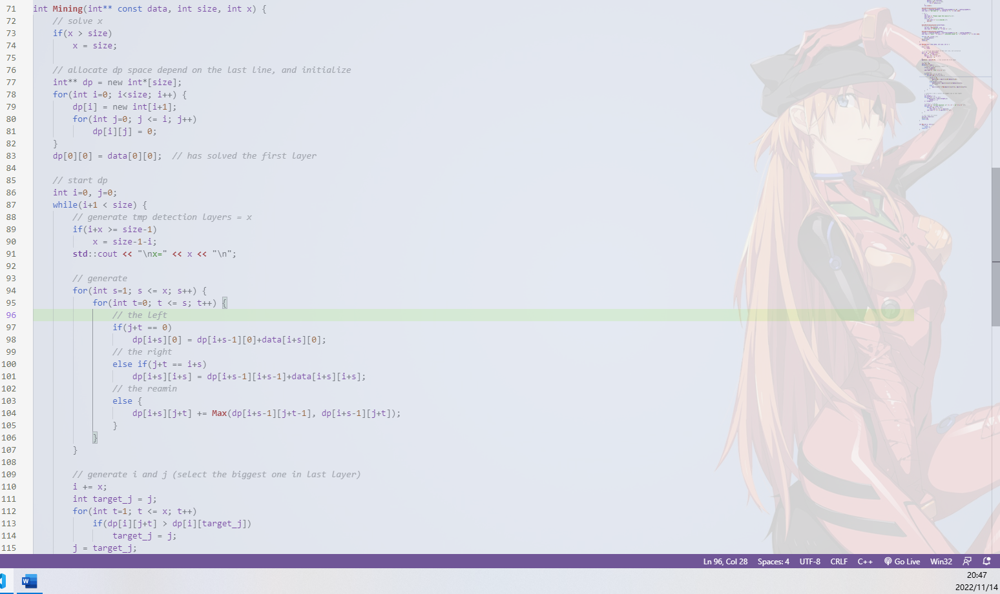 71 int Mining(int** const data, int size, int x) {
72 // solve x
73 if(x > size)
74 x = size;
75
76 // allocate dp space depend on the last line, and initialize
77 int** dp = new int*[size];
78 for(int i=0; i<size; i++) {
79 dp[i] = new int[i+1];
80 for(int j=0; j <= i; j++)
81 dp[i][j] = 0;
82 }
83 dp[0][0] = data[0][0]; // has solved the first layer
84
85 // start dp
86 int i=0, j=0;
87 while(i+1 < size) {
88 // generate tmp detection layers = x
89 if(i+x >= size-1)
90 x = size-1-i;
91 std::cout << "\nx=" << x << "\n";
92
93 // generate
94 for(int s=1; s <= x; s++) {
95 for(int t=0; t <= s; t++) {
96 // the left
97 if(j+t == 0)
98 dp[i+s][0] = dp[i+s-1][0]+data[i+s][0];
99 // the right
100 else if(j+t == i+s)
101 dp[i+s][i+s] = dp[i+s-1][i+s-1]+data[i+s][i+s];
102 // the reamin
103 else {
104 dp[i+s][j+t] += Max(dp[i+s-1][j+t-1], dp[i+s-1][j+t]);
105 }
106 }
107 }
108
109 // generate i and j (select the biggest one in last layer)
110 i += x;
111 int target_j = j;
112 for(int t=1; t <= x; t++)
113 if(dp[i][j+t] > dp[i][target_j])
114 target_j = j;
115 j = target_j;
Ln 96, Col 28 Spaces: 4 UTF-8 CRLF C++ Go Live Win32
W
20:47
2022/11/14